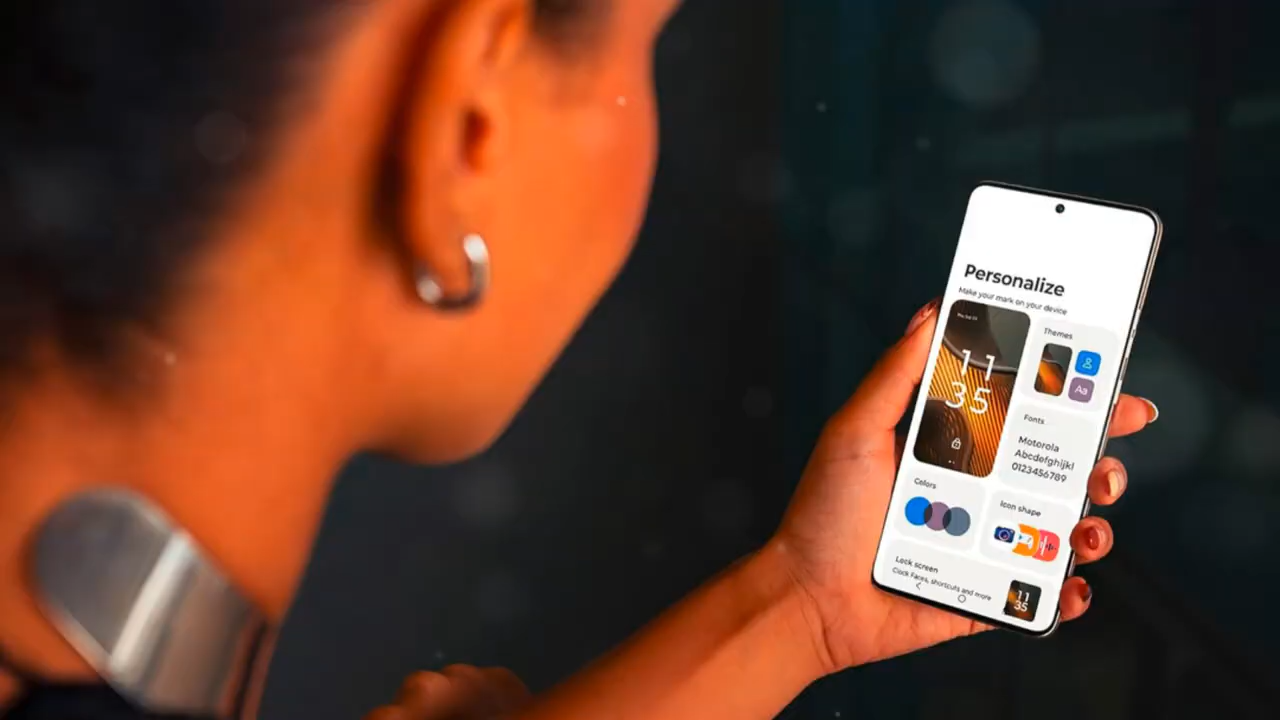 Personalize
Make your mark on your device
11
35
Themes
Aa
Fonts
Motorola
Abcdefghijkl
0123456789
Colors
Icon shape
Lock screen
Clock Faces, shortcuts and more
11
35